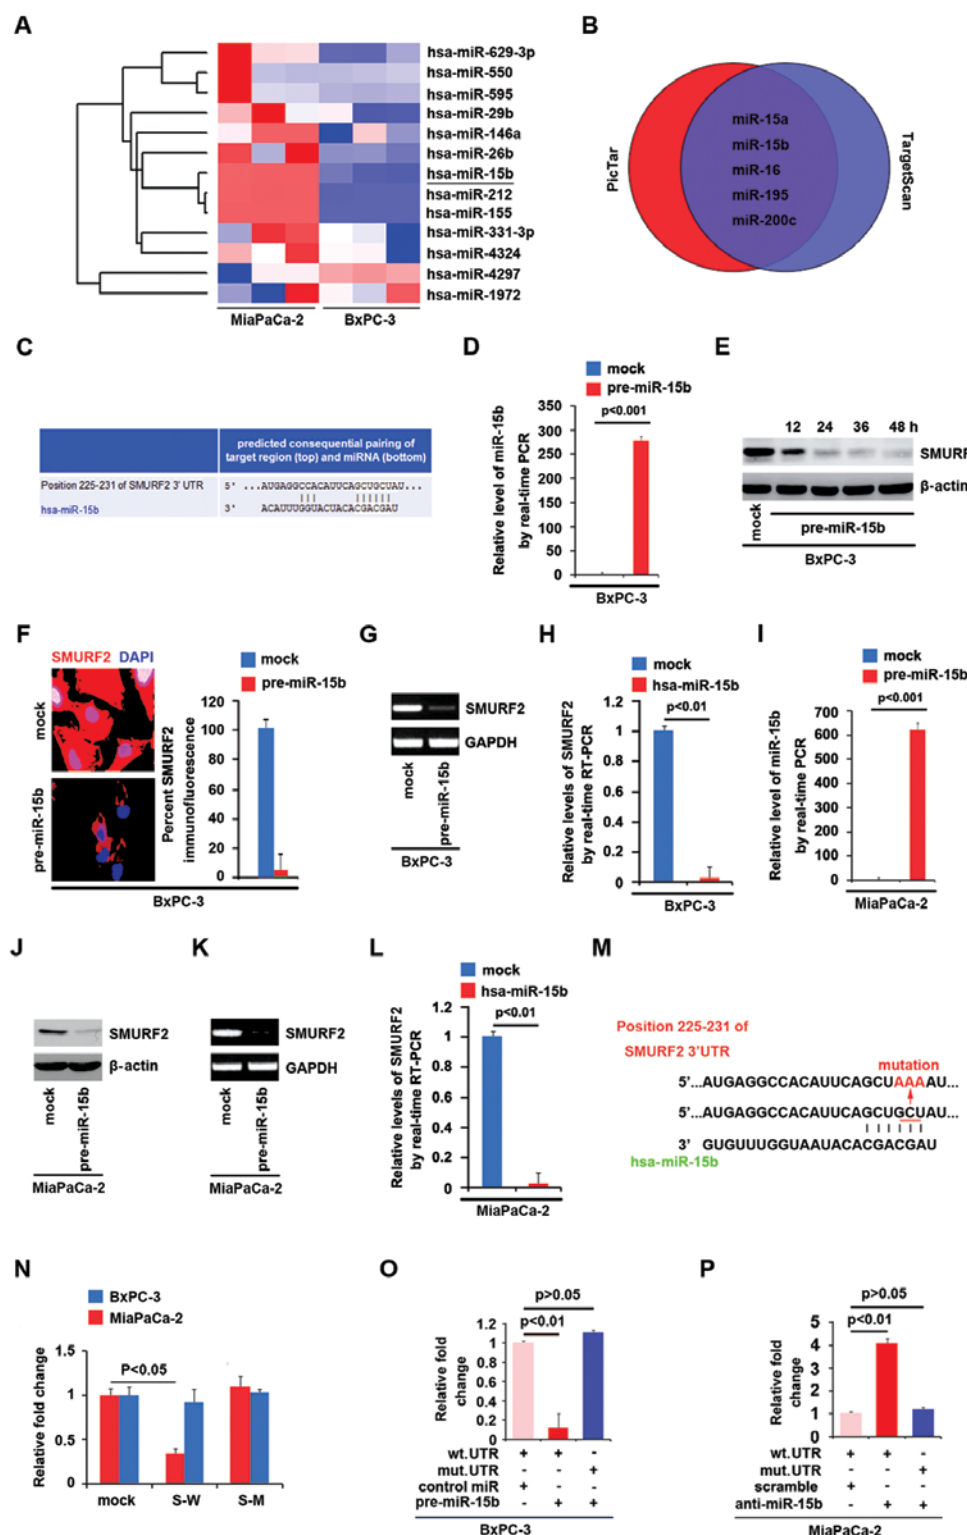 A
hsa-miR-629-3p
hsa-miR-550
hsa-miR-595
hsa-miR-29b
hsa-miR-146a
hsa-miR-26b
hsa-miR-15b
hsa-miR-212
hsa-miR-155
hsa-miR-331-3p
hsa-miR-4324
hsa-miR-4297
hsa-miR-1972
MiaPaCa-2 BxPC-3
B
PicTar
miR-15a
miR-15b
miR-16
miR-195
miR-200c
TargetScan
C
predicted consequential pairing of
target region (top) and miRNA (bottom)
Position 225-231 of SMURF2 3' UTR 5' ...AUGAGGCCACAUUCAGCUGCUAU...
hsa-miR-15b 3' ACAUUUGGUACUACACGACGAU
D
mock
pre-miR-15b
Relative level of miR-15b
by real-time PCR
350
300
250
200
150
100
50
0
p<0.001
BxPC-3
E
12 24 36 48 h
SMURF
β-actin
mock
pre-miR-15b
BxPC-3
F
SMURF2 DAPI
mock
pre-miR-15b
mock
pre-miR-15b
Percent SMURF2
immunofluorescence
120
100
80
60
40
20
0
BxPC-3
G
SMURF2
GAPDH
mock
pre-miR-15b
BxPC-3
H
mock
hsa-miR-15b
Relative levels of SMURF2
by real-time RT-PCR
1.2
1
0.8
0.6
0.4
0.2
0
p<0.01
BxPC-3
I
mock
pre-miR-15b
Relative level of miR-15b
by real-time PCR
700
600
500
400
300
200
100
0
p<0.001
MiaPaCa-2
J
SMURF2
β-actin
mock
pre-miR-15b
MiaPaCa-2
K
SMURF2
GAPDH
mock
pre-miR-15b
MiaPaCa-2
L
mock
hsa-miR-15b
Relative levels of SMURF2
by real-time RT-PCR
1.2
1
0.8
0.6
0.4
0.2
0
p<0.01
MiaPaCa-2
M
Position 225-231 of
SMURF2 3'UTR
mutation
5'...AUGAGGCCACAUUCAGCUAAAAU...
5'...AUGAGGCCACAUUCAGCUGCUAU...
3' GUGUUUGGUAAUACACGACGAU
hsa-miR-15b
N
BxPC-3
MiaPaCa-2
Relative fold change
1.5
1
0.5
0
P<0.05
mock S-W S-M
O
Relative fold
change
1.2
1
0.8
0.6
0.4
0.2
0
p>0.05
p<0.01
wt.UTR + + -
mut.UTR - - +
control miR + - -
pre-miR-15b - + +
BxPC-3
P
Relative fold
change
5
4
3
2
1
0
p>0.05
p<0.01
wt.UTR + + -
mut.UTR - - +
scramble + - -
anti-miR-15b - + +
MiaPaCa-2